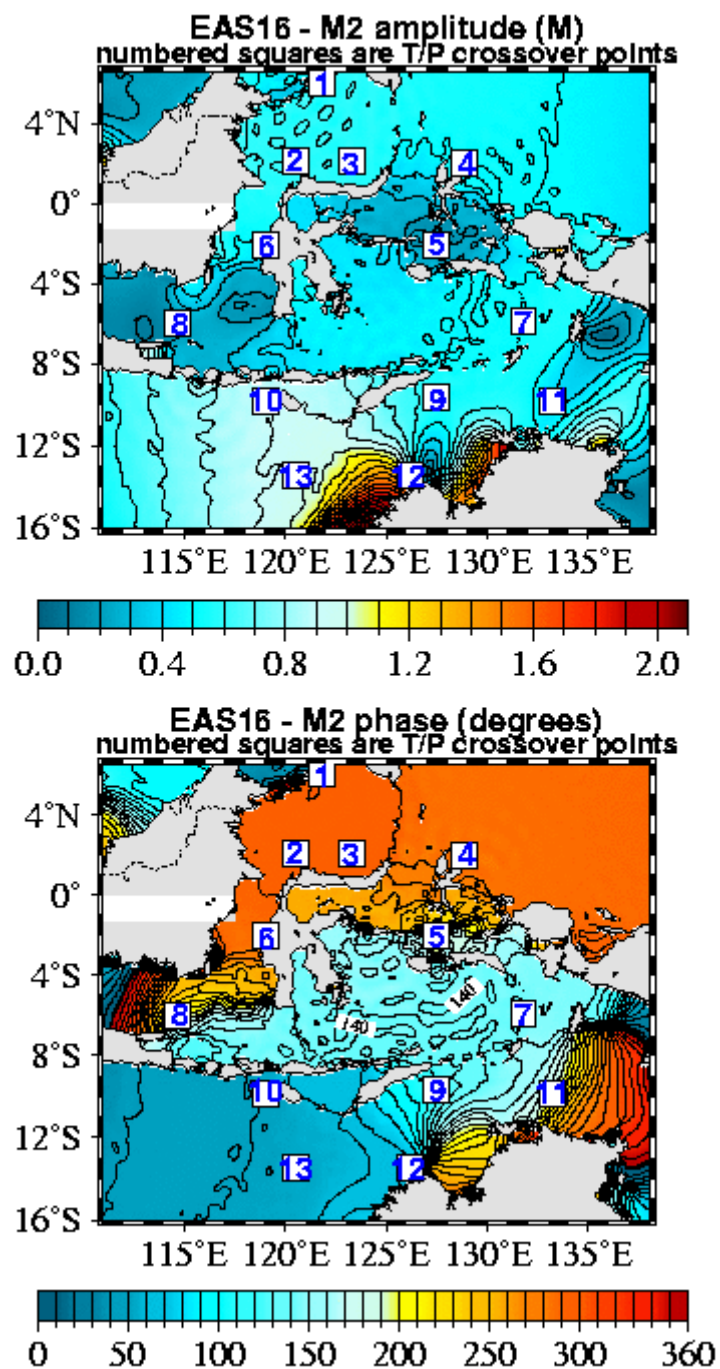 EAS16 - M2 amplitude (M)
numbered squares are T/P crossover points
1
4°N
2 3 4
0°
6 5
4°S
8 7
8°S
10 9 11
12°S
13 12
16°S
115°E 120°E 125°E 130°E 135°E
0.0 0.4 0.8 1.2 1.6 2.0
EAS16 - M2 phase (degrees)
numbered squares are T/P crossover points
1
4°N
2 3 4
0°
6 5
4°S
140
8 7
140
8°S
10 9 11
12°S
13 12
16°S
115°E 120°E 125°E 130°E 135°E
0 50 100 150 200 250 300 360